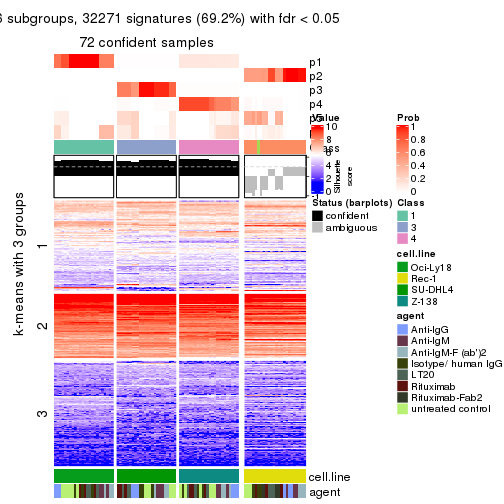 6 subgroups, 32271 signatures (69.2%) with fdr < 0.05
72 confident samples
p1
p2
p3
p4
k-means with 3 groups
1
2
3
Value
10
8
6
4
2
0
Silhouette
score
Prob
1
0.8
0.6
0.4
0.2
0
Status (barplots)
confident
ambiguous
Class
1
3
4
cell.line
Oci-Ly18
Rec-1
SU-DHL4
Z-138
agent
Anti-IgG
Anti-IgM
Anti-IgM-F (ab')2
Isotype/ human IgG
LT20
Rituximab
Rituximab-Fab2
untreated control
cell.line
agent